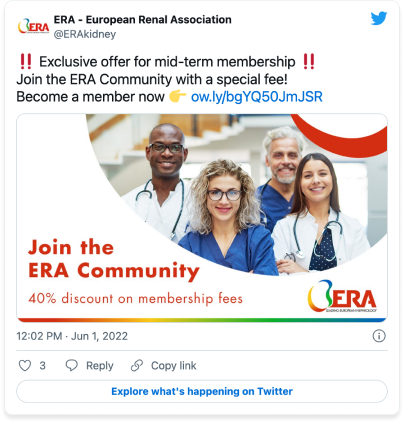 ERA
ERA - European Renal Association
@ERAkidney
‼️ Exclusive offer for mid-term membership ‼️
Join the ERA Community with a special fee!
Become a member now 👉 ow.ly/bgYQ50JmJSR
Join the
ERA Community
40% discount on membership fees
ERA
LEADING EUROPEAN NEPHROLOGY
12:02 PM · Jun 1, 2022
3 Reply Copy link
Explore what's happening on Twitter